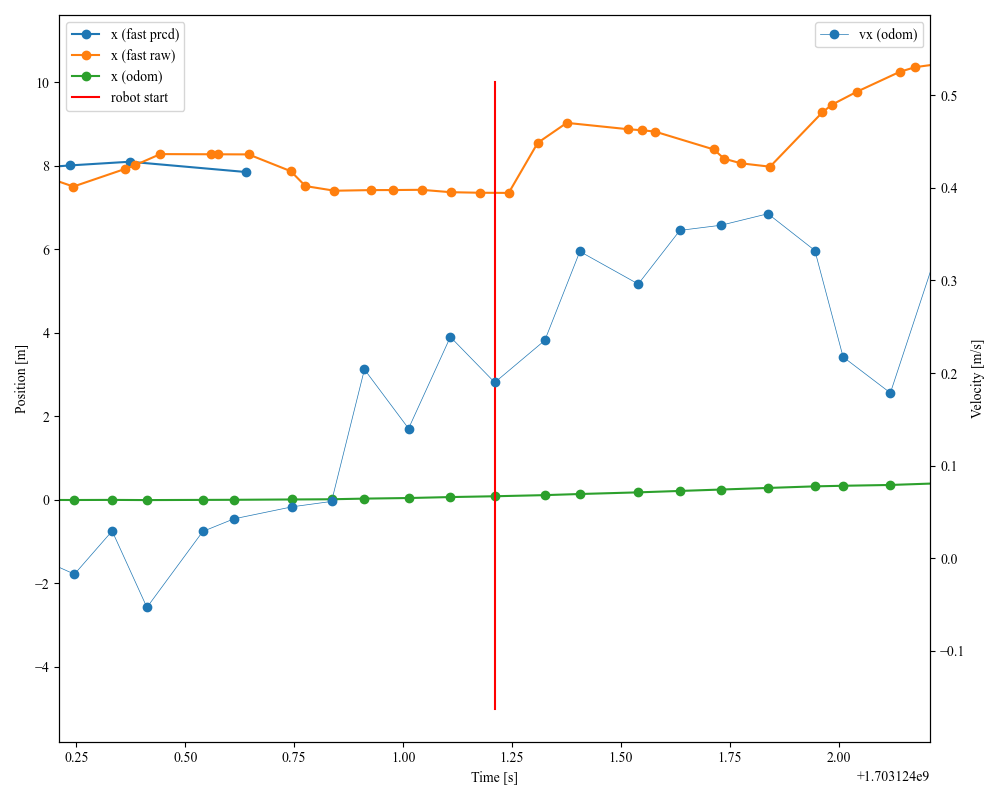 x (fast prcd)
x (fast raw)
x (odom)
robot start
vx (odom)
10
8
6
4
2
0
−2
−4
Position [m]
0.5
0.4
0.3
0.2
0.1
0.0
−0.1
Velocity [m/s]
0.25 0.50 0.75 1.00 1.25 1.50 1.75 2.00
Time [s]
+1.703124e9